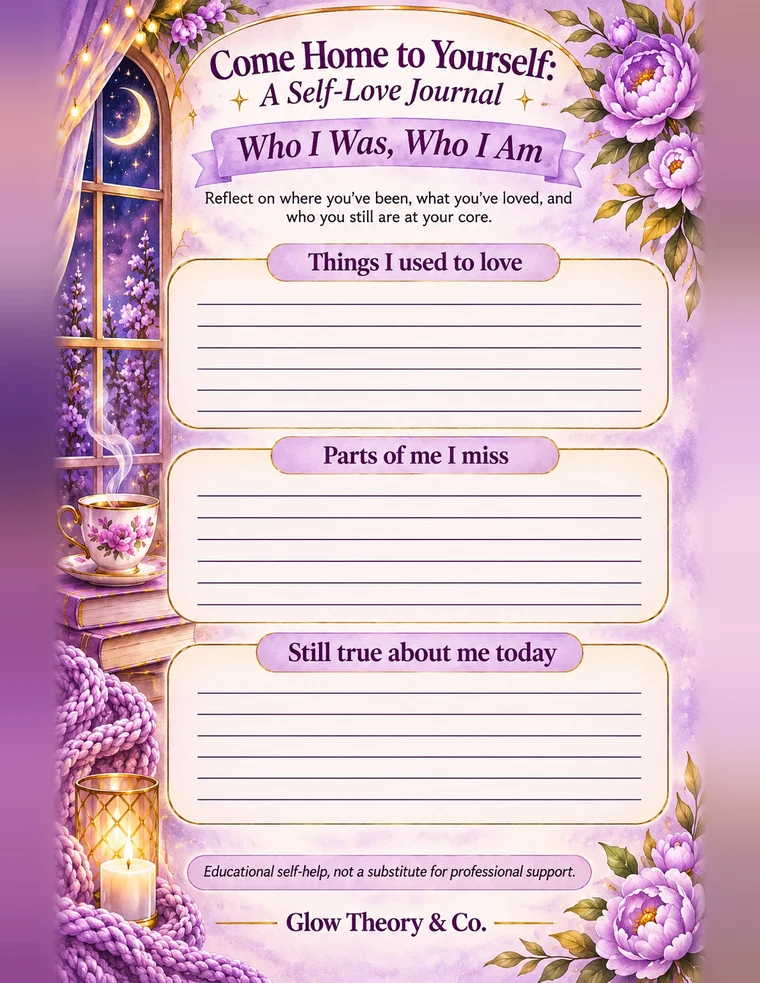 Come Home to Yourself:
A Self-Love Journal
Who I Was, Who I Am
Reflect on where you’ve been, what you’ve loved, and
who you still are at your core.
Things I used to love
Parts of me I miss
Still true about me today
Educational self-help, not a substitute for professional support.
Glow Theory & Co.